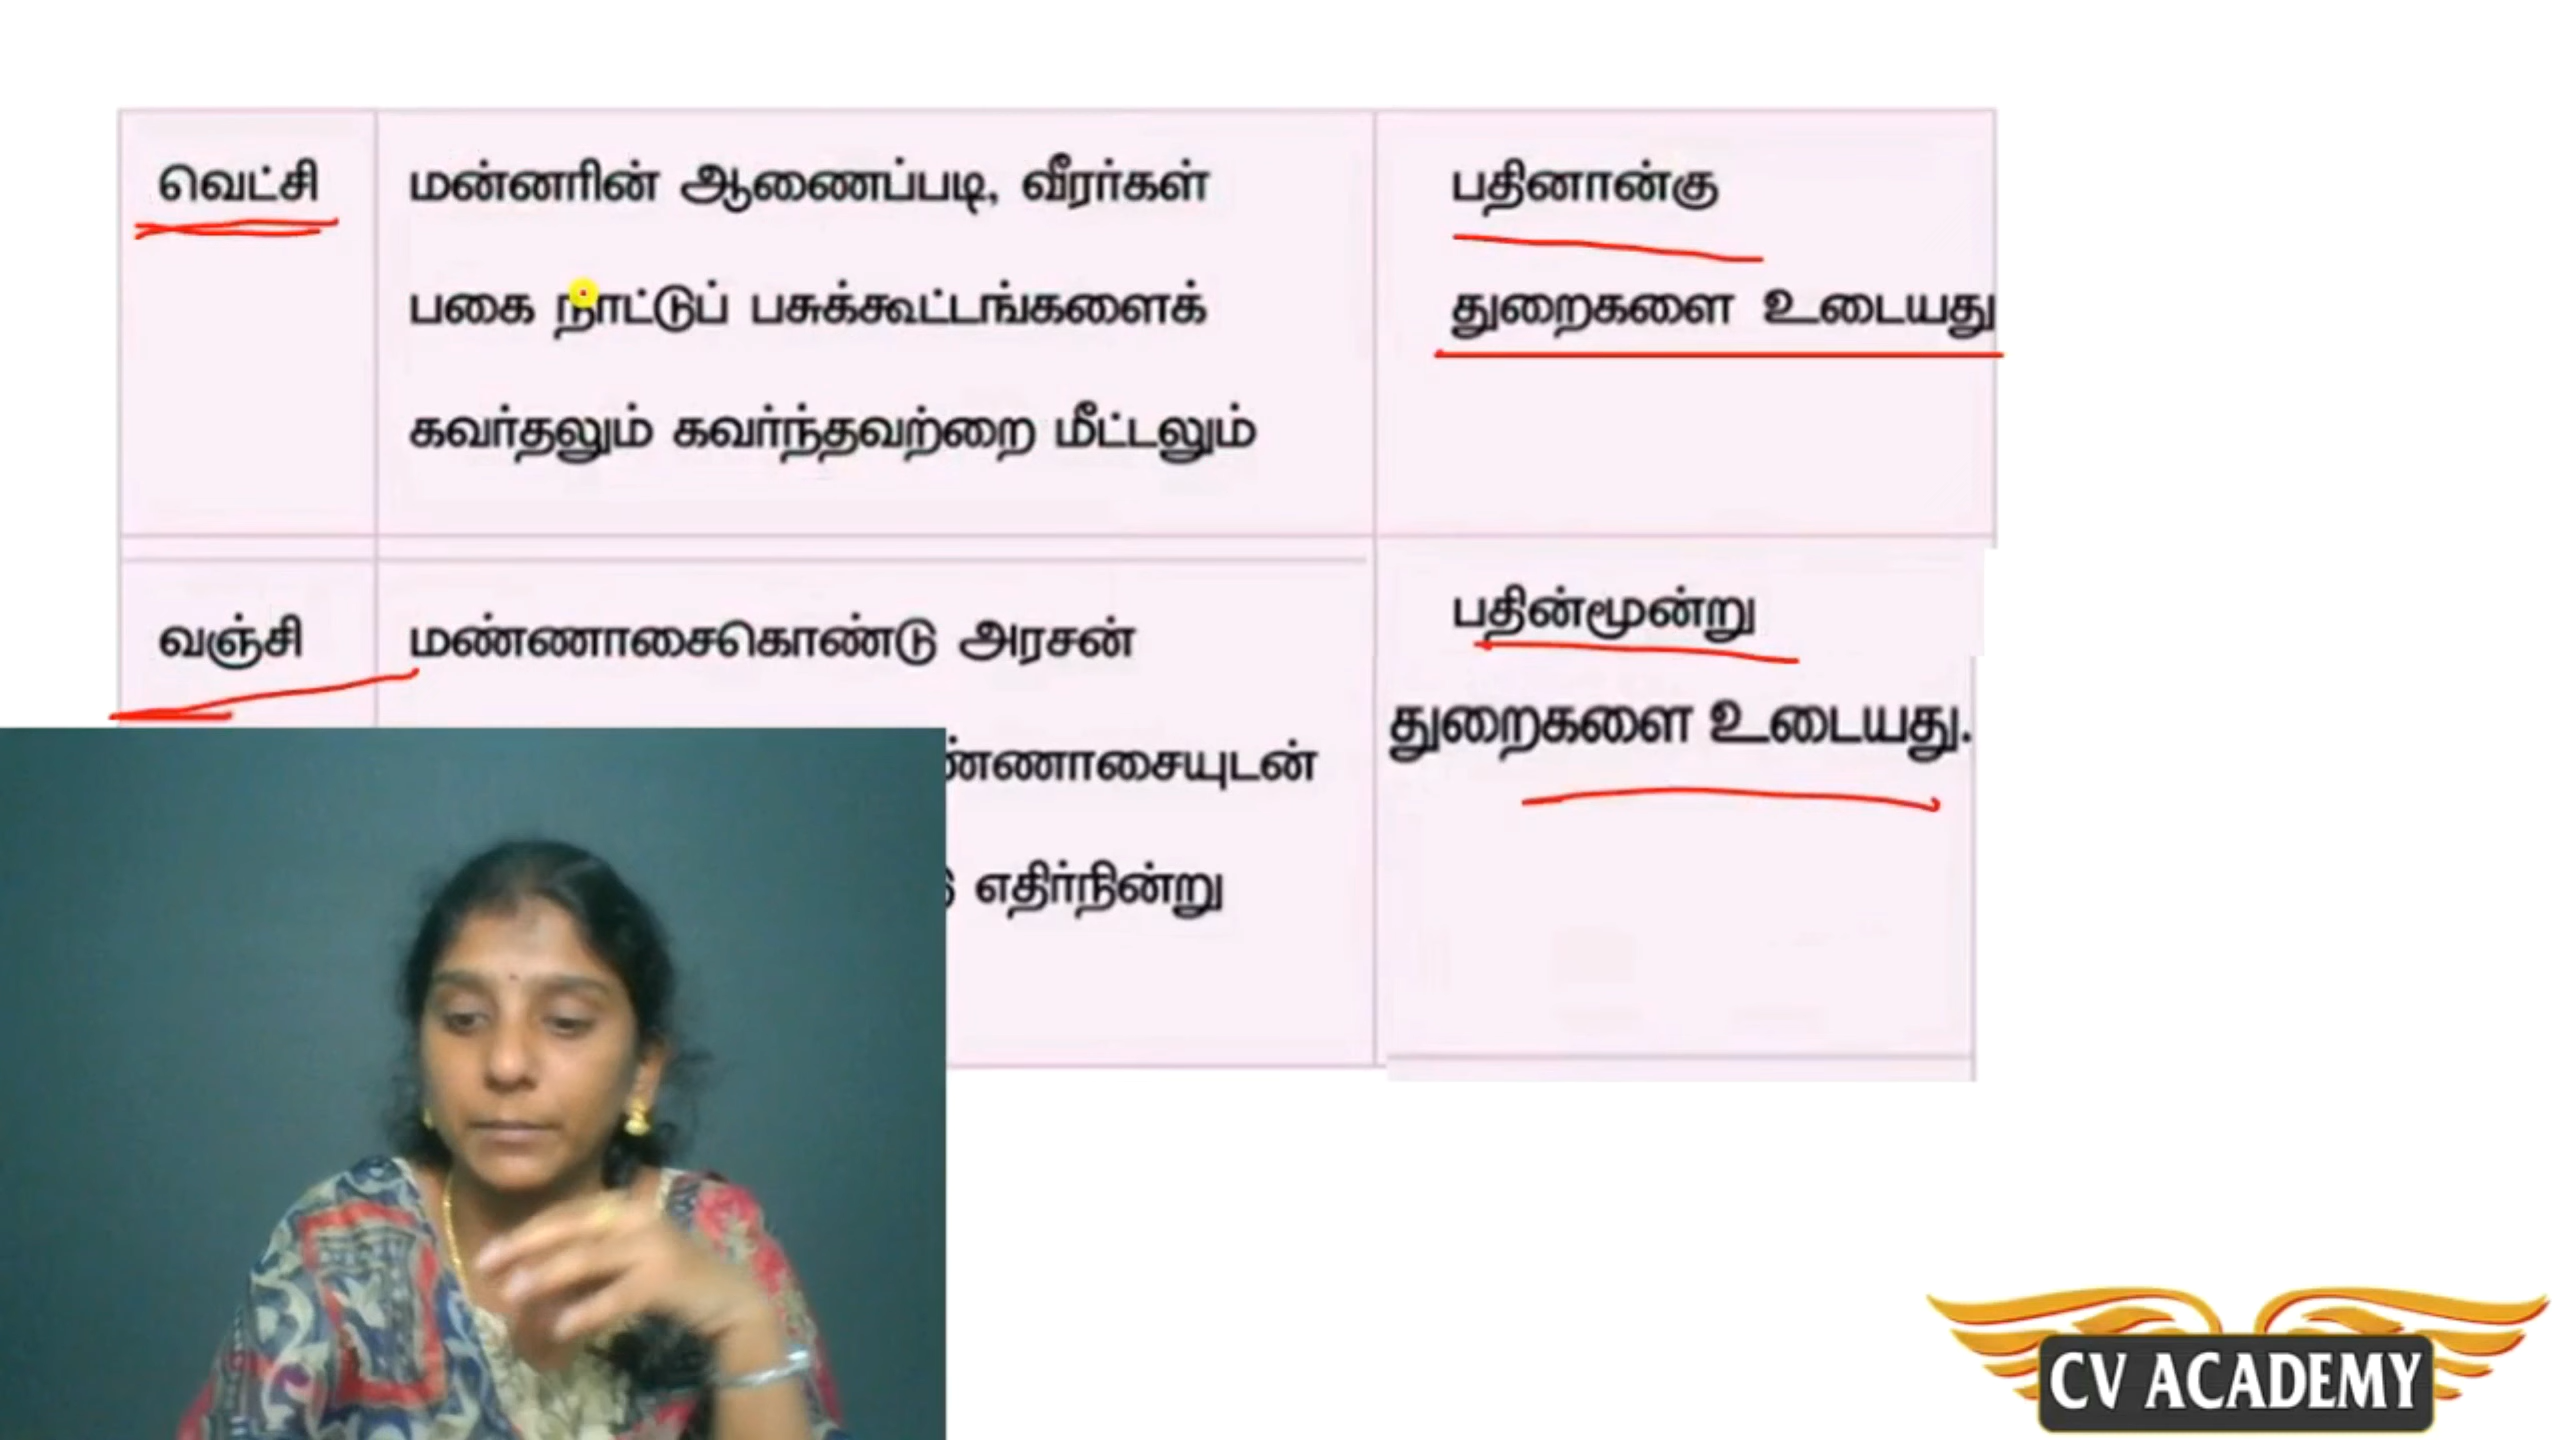 வெட்சி
மன்னரின் ஆணைப்படி, வீரர்கள்
பகை நாட்டுப் பசுக்கூட்டங்களைக்
கவர்தலும் கவர்ந்தவற்றை மீட்டலும்
பதினான்கு
துறைகளை உடையது
வஞ்சி
மண்ணாசைகொண்டு அரசன்
ண்ணாசையுடன்
எதிர்நின்று
பதின்மூன்று
துறைகளை உடையது.
CV ACADEMY